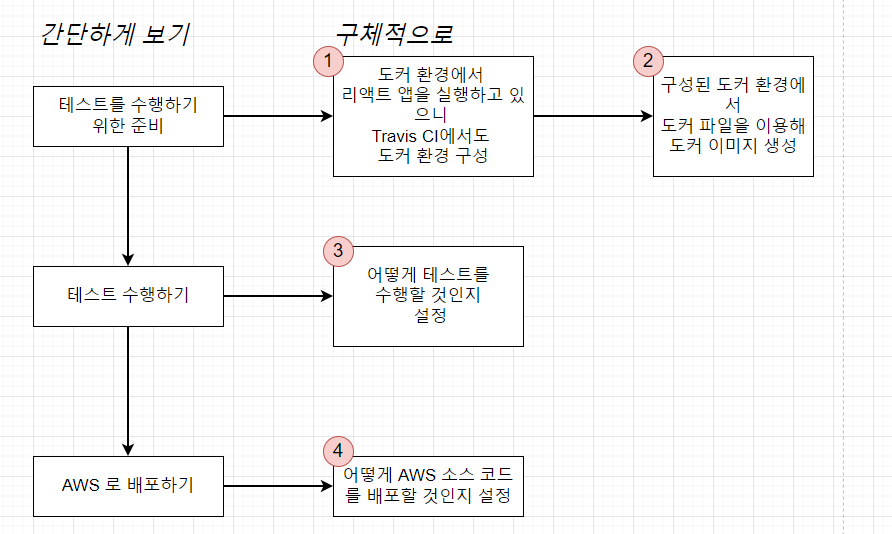 간단하게 보기
구체적으로
테스트를 수행하기
위한 준비
1
도커 환경에서
리액트 앱을 실행하고 있
으니
Travis CI에서도
도커 환경 구성
2
구성된 도커 환경에
서
도커 파일을 이용해
도커 이미지 생성
테스트 수행하기
3
어떻게 테스트를
수행할 것인지
설정
AWS 로 배포하기
4
어떻게 AWS 소스 코드
를 배포할 것인지 설정